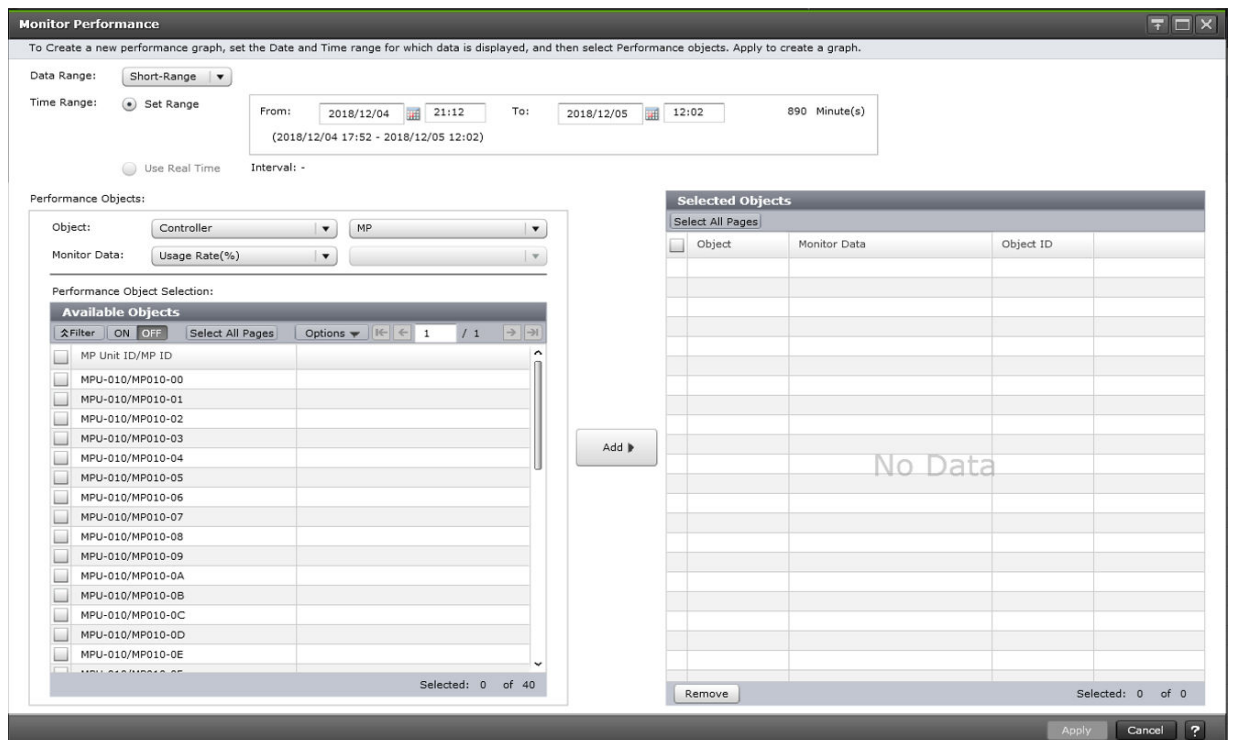 Monitor Performance
To Create a new performance graph, set the Date and Time range for which data is displayed, and then select Performance objects. Apply to create a graph.
Data Range: Short-Range
Time Range: Set Range From: 2018/12/04 21:12 To: 2018/12/05 12:02 890 Minute(s)
(2018/12/04 17:52 - 2018/12/05 12:02)
Use Real Time Interval: -
Performance Objects:
Object: Controller MP
Monitor Data: Usage Rate(%)
Performance Object Selection:
Available Objects
Filter ON OFF Select All Pages Options 1 / 1
MP Unit ID/MP ID
MPU-010/MP010-00
MPU-010/MP010-01
MPU-010/MP010-02
MPU-010/MP010-03
MPU-010/MP010-04
MPU-010/MP010-05
MPU-010/MP010-06
MPU-010/MP010-07
MPU-010/MP010-08
MPU-010/MP010-09
MPU-010/MP010-0A
MPU-010/MP010-0B
MPU-010/MP010-0C
MPU-010/MP010-0D
MPU-010/MP010-0E
Selected: 0 of 40
Add
Selected Objects
Select All Pages
Object Monitor Data Object ID
No Data
Remove Selected: 0 of 0
Apply Cancel ?